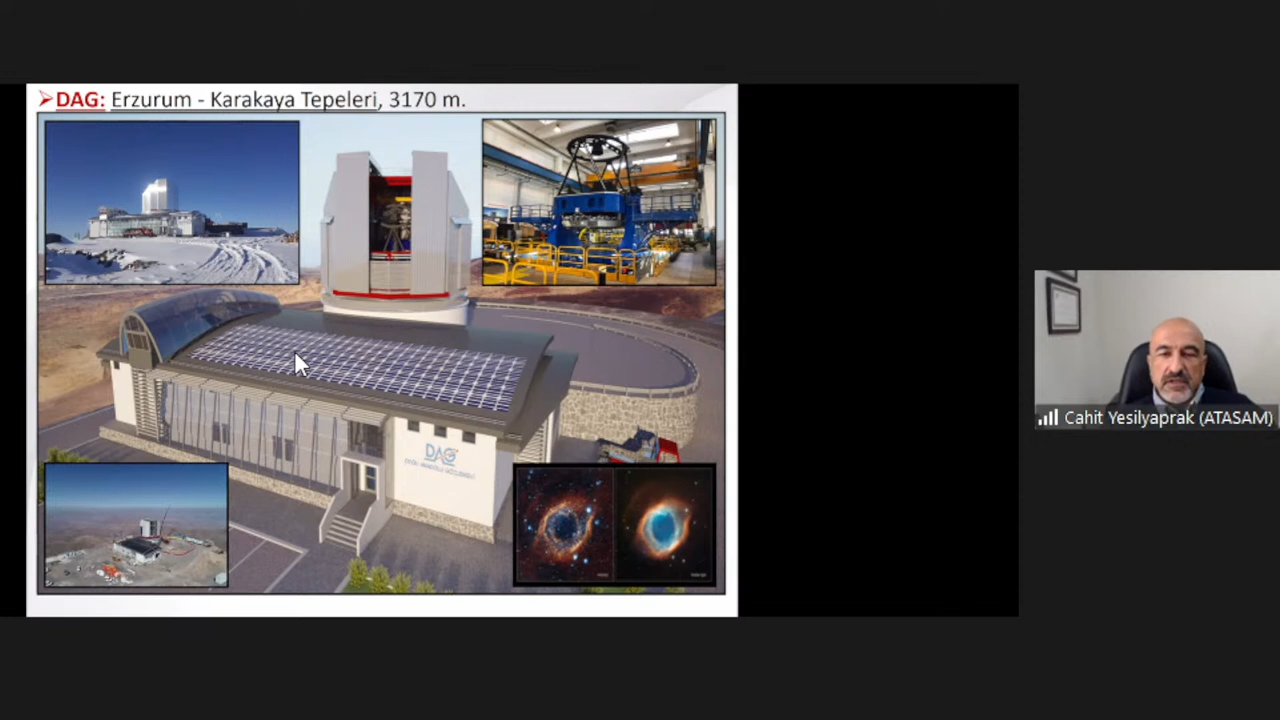 ➢DAG: Erzurum - Karakaya Tepeleri, 3170 m.
DAG
Cahit Yesilyaprak (ATASAM)